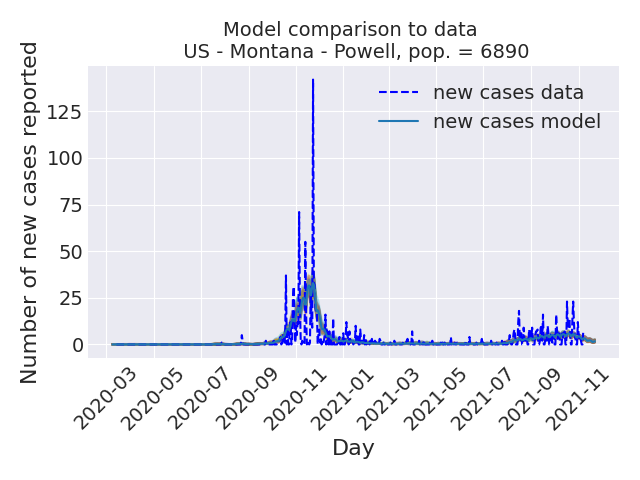 Model comparison to data
US - Montana - Powell, pop. = 6890
Number of new cases reported
125
100
75
50
25
0
new cases data
new cases model
2020-03
2020-05
2020-07
2020-09
2020-11
2021-01
2021-03
2021-05
2021-07
2021-09
2021-11
Day